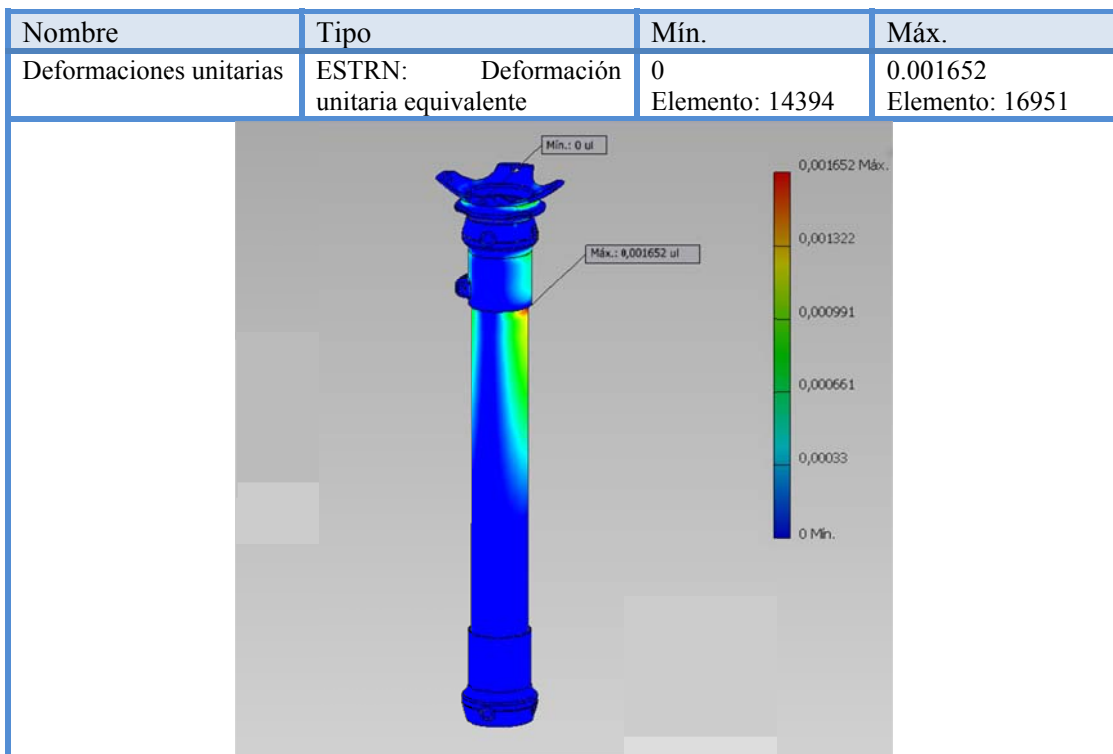 Nombre Tipo Mín. Máx.
Deformaciones unitarias ESTRN: Deformación 0 0.001652
unitaria equivalente Elemento: 14394 Elemento: 16951
Mín.: 0 ul
0,001652 Máx.
0,001322
Máx.: 0,001652 ul
0,000991
0,000661
0,00033
0 Mín.